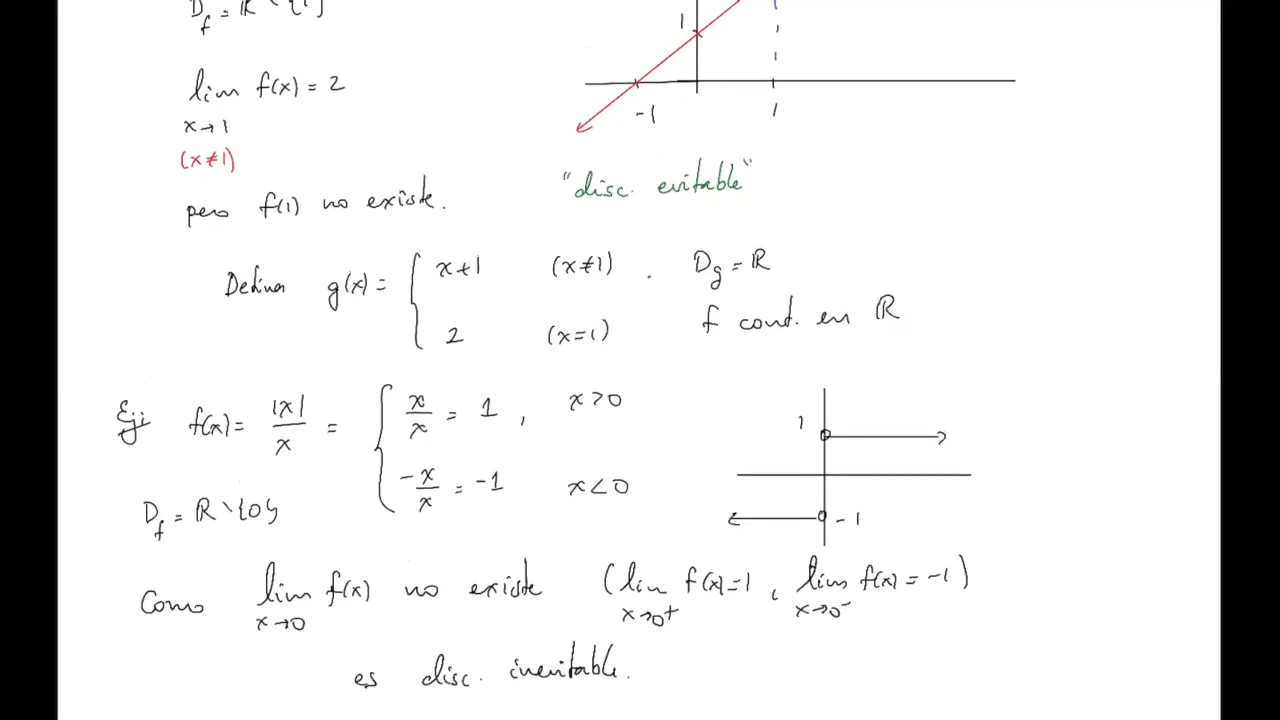 D_f = ℝ \ {1}
1
lim f(x) = 2
x→1
(x≠1)
-1
1
"disc. evitable"
pero f(1) no existe.
Defina g(x) = { x+1 (x≠1) . D_g = ℝ
2 (x=1) f cont. en ℝ
Ej: f(x) = |x|/x = { x/x = 1 , x>0
-x/x = -1 x<0
1
D_f = ℝ \ {0}
-1
Como lim f(x) no existe (lim f(x)=1 , lim f(x) = -1)
x→0 x→0⁺ x→0⁻
es disc. inevitable.